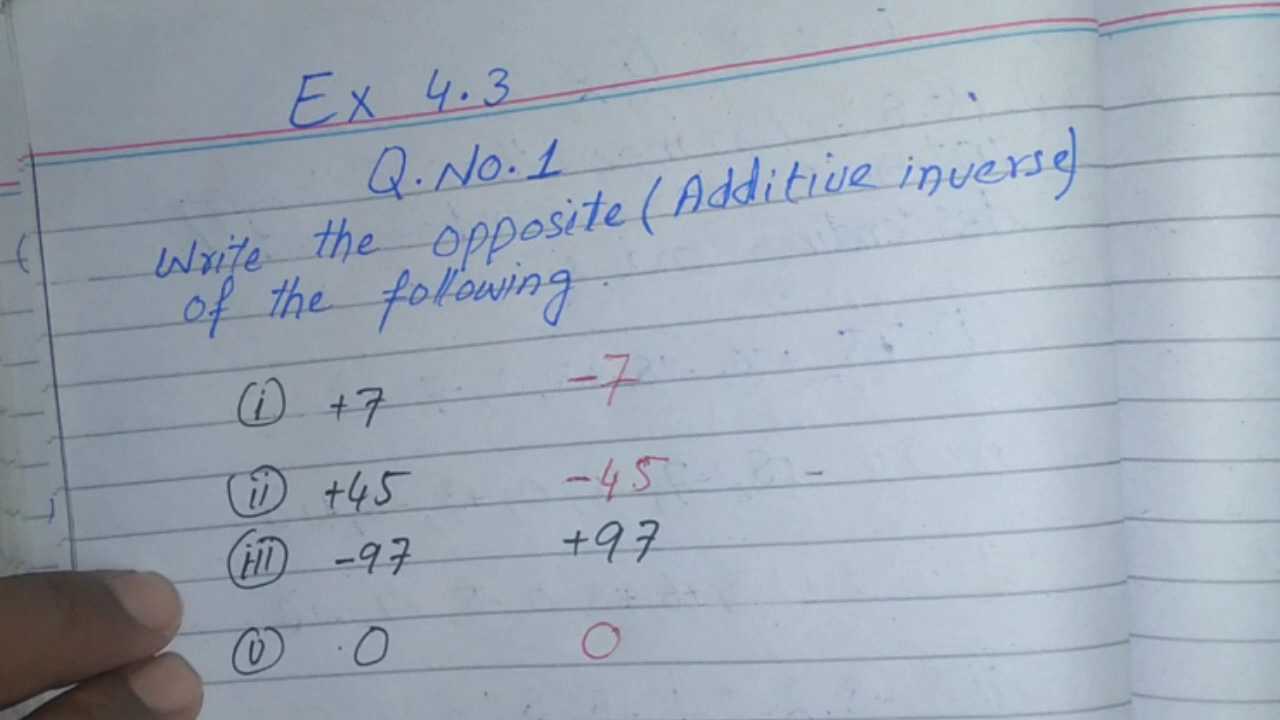 Ex 4.3
Q.No.1
Write the opposite (Additive inverse)
of the following
(i) +7 -7
(ii) +45 -45 -
(iii) -97 +97
(v) 0 0